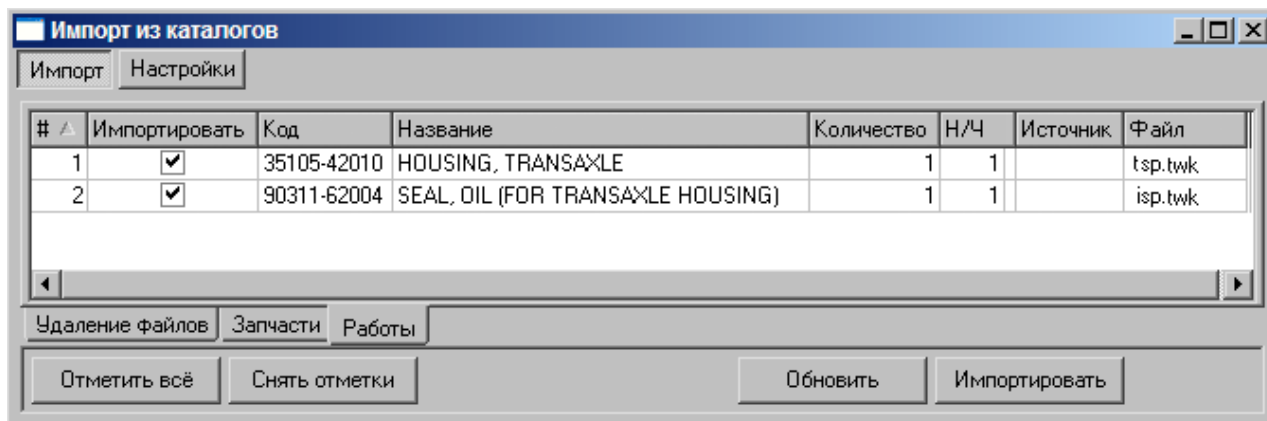 Импорт из каталогов
Импорт Настройки
# Импортировать Код Название Количество Н/Ч Источник Файл
1 35105-42010 HOUSING, TRANSAXLE 1 1 tsp.twk
2 90311-62004 SEAL, OIL (FOR TRANSAXLE HOUSING) 1 1 isp.twk
Удаление файлов Запчасти Работы
Отметить всё Снять отметки Обновить Импортировать